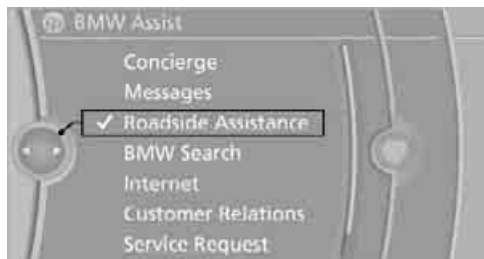 BMW Assist
Concierge
Messages
Roadside Assistance
BMW Search
Internet
Customer Relations
Service Request